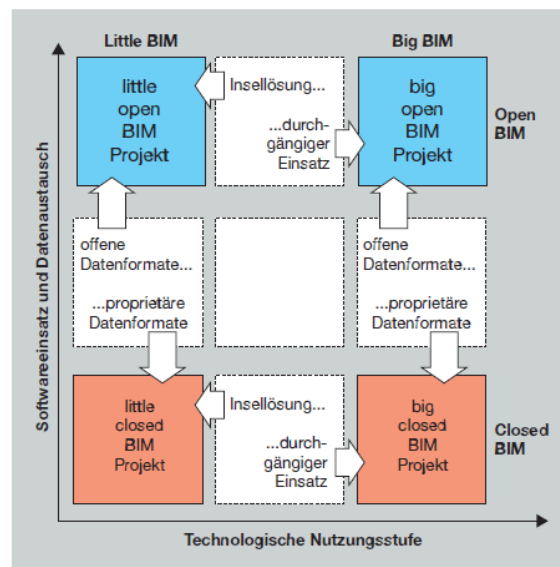 Little BIM
Big BIM
little
open
BIM
Projekt
Insellösung...
...durch-
gängiger
Einsatz
big
open
BIM
Projekt
Open
BIM
offene
Datenformate...
...proprietäre
Datenformate
offene
Datenformate...
...proprietäre
Datenformate
little
closed
BIM
Projekt
Insellösung...
...durch-
gängiger
Einsatz
big
closed
BIM
Projekt
Closed
BIM
Softwareeinsatz und Datenaustausch
Technologische Nutzungsstufe